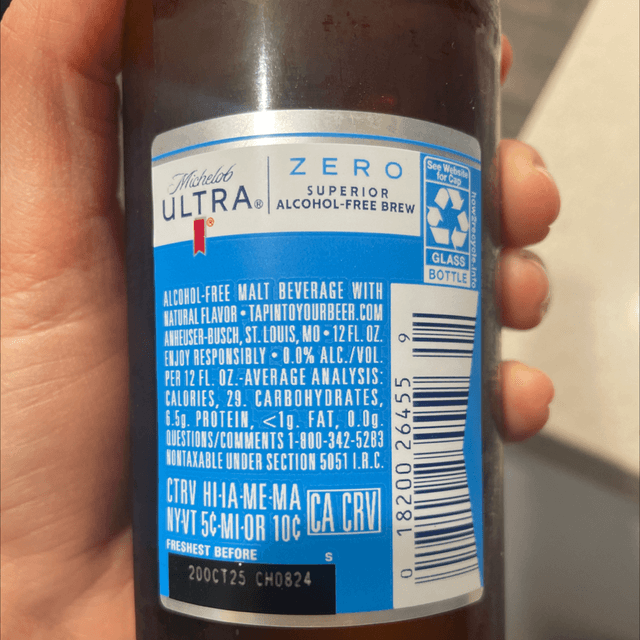 Michelob
ULTRA®
ZERO
SUPERIOR
ALCOHOL-FREE BREW
See Website
for Cap
how2recycle.info
GLASS
BOTTLE
ALCOHOL-FREE MALT BEVERAGE WITH
NATURAL FLAVOR • TAPINTOYOURBEER.COM
ANHEUSER-BUSCH, ST. LOUIS, MO • 12 FL. OZ.
ENJOY RESPONSIBLY • 0.0% ALC./VOL.
PER 12 FL. OZ.-AVERAGE ANALYSIS:
CALORIES, 29. CARBOHYDRATES,
6.5g. PROTEIN, <1g. FAT, 0.0g.
QUESTIONS/COMMENTS 1-800-342-5283
NONTAXABLE UNDER SECTION 5051 I.R.C.
CTRV HI-IA-ME-MA
NY-VT 5¢-MI-OR 10¢
CA CRV
FRESHEST BEFORE S
20OCT25 CH0824
0 18200 26455 9